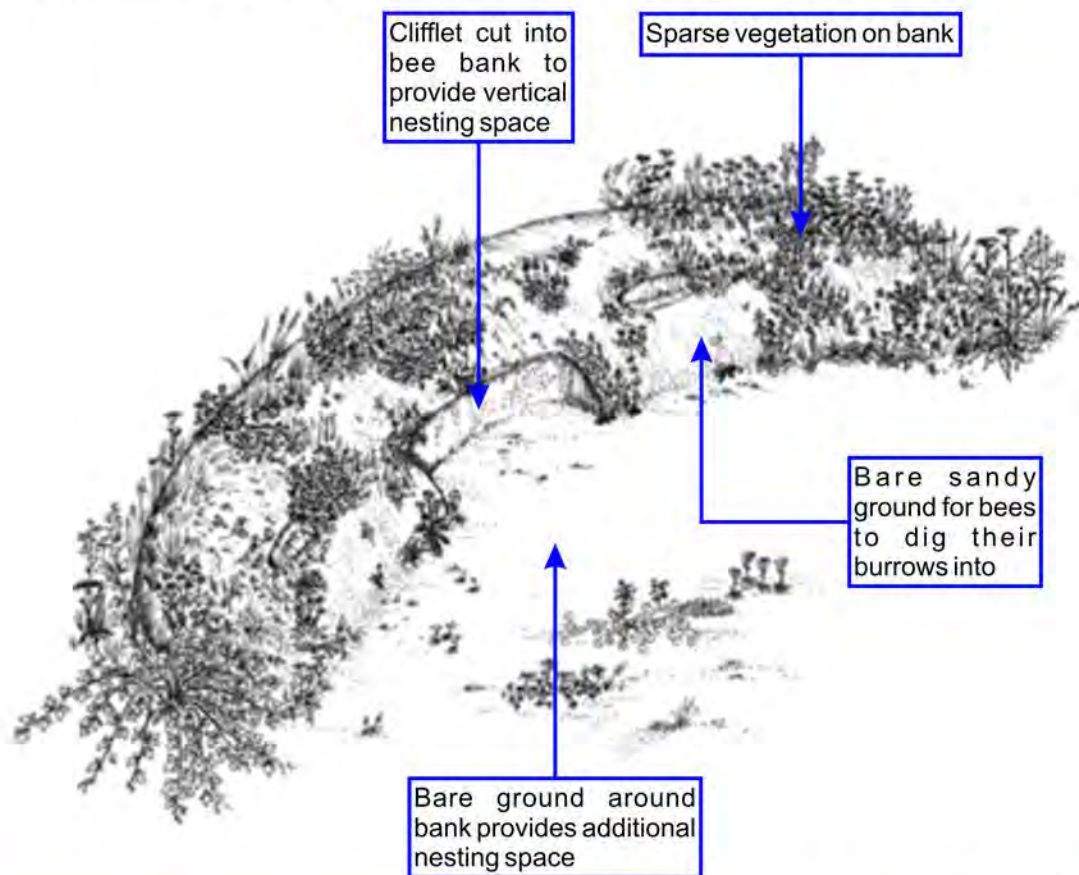 Clifflet cut into
bee bank to
provide vertical
nesting space
Sparse vegetation on bank
Bare sandy
ground for bees
to dig their
burrows into
Bare ground around
bank provides additional
nesting space